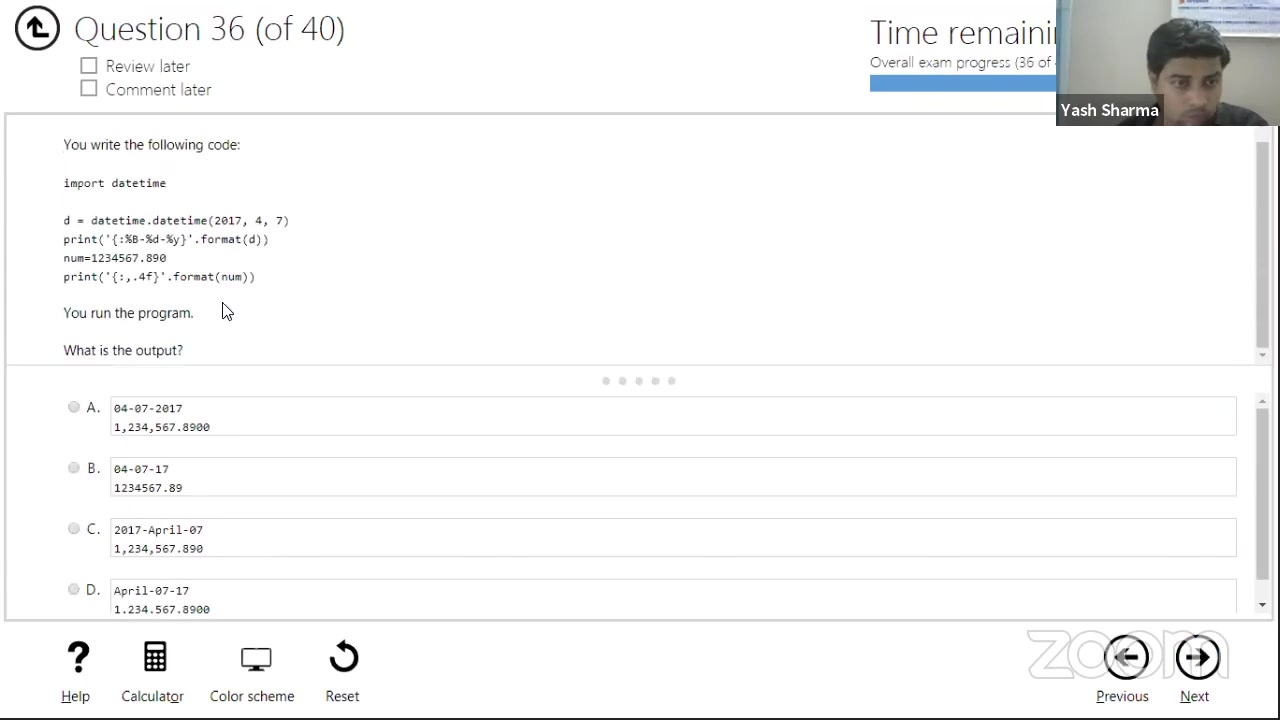 Question 36 (of 40)
Review later
Comment later
Time remaini
Overall exam progress (36 of
Yash Sharma
You write the following code:
import datetime
d = datetime.datetime(2017, 4, 7)
print('{:%B-%d-%y}'.format(d))
num=1234567.890
print('{:,.4f}'.format(num))
You run the program.
What is the output?
A. 04-07-2017
1,234,567.8900
B. 04-07-17
1234567.89
C. 2017-April-07
1,234,567.890
D. April-07-17
1,234,567.8900
zoom
? Help
Calculator
Color scheme
Reset
Previous
Next